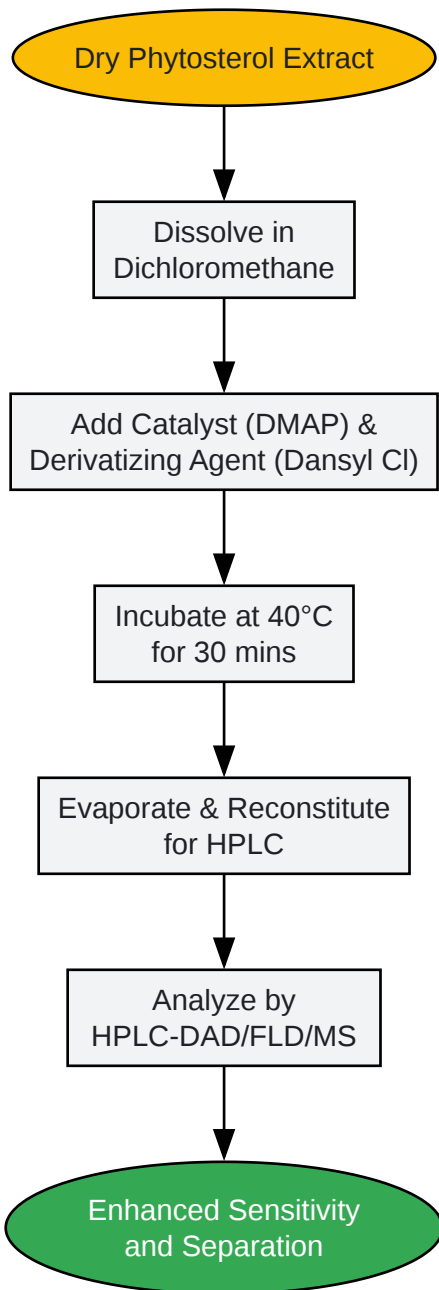 Dry Phytosterol Extract
Dissolve in
Dichloromethane
Add Catalyst (DMAP) &
Derivatizing Agent (Dansyl Cl)
Incubate at 40°C
for 30 mins
Evaporate & Reconstitute
for HPLC
Analyze by
HPLC-DAD/FLD/MS
Enhanced Sensitivity
and Separation